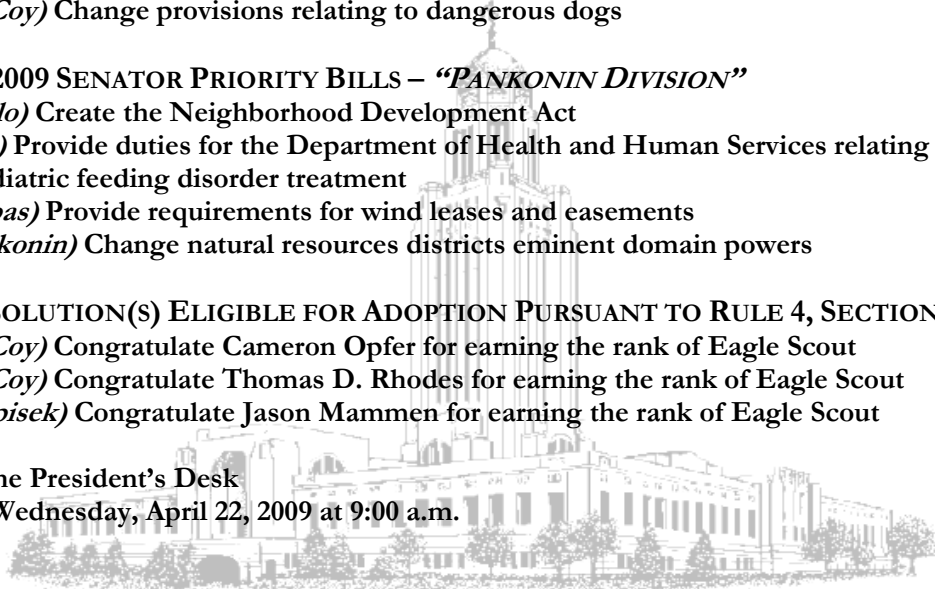 Coy) Change provisions relating to dangerous dogs
2009 SENATOR PRIORITY BILLS – “PANKONIN DIVISION”
lo) Create the Neighborhood Development Act
) Provide duties for the Department of Health and Human Services relating
diatric feeding disorder treatment
bas) Provide requirements for wind leases and easements
konin) Change natural resources districts eminent domain powers
SOLUTION(S) ELIGIBLE FOR ADOPTION PURSUANT TO RULE 4, SECTION
Coy) Congratulate Cameron Opfer for earning the rank of Eagle Scout
Coy) Congratulate Thomas D. Rhodes for earning the rank of Eagle Scout
pisek) Congratulate Jason Mammen for earning the rank of Eagle Scout
he President’s Desk
Wednesday, April 22, 2009 at 9:00 a.m.